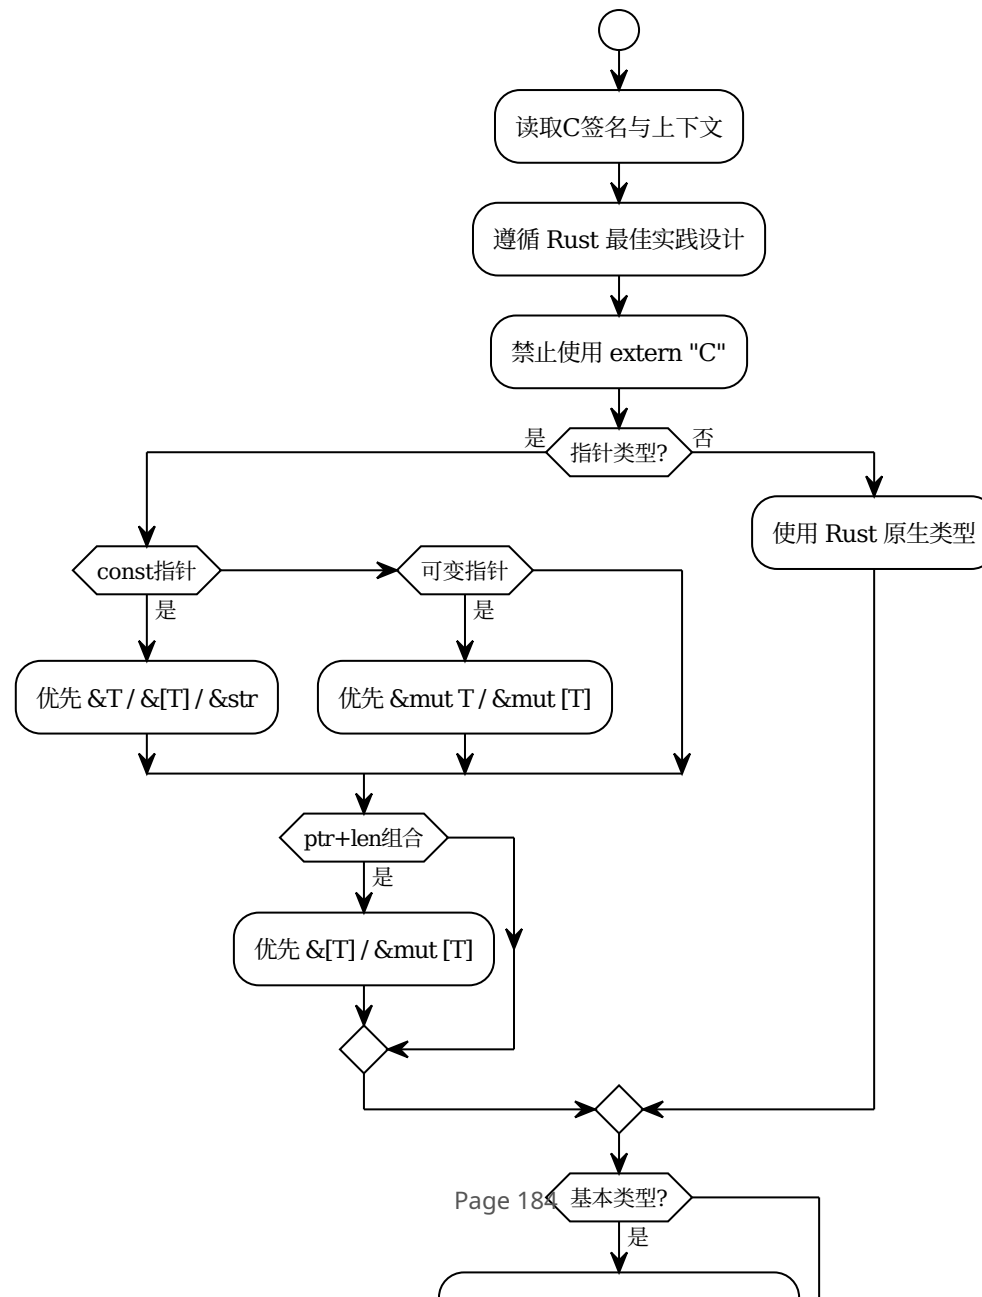 读取C签名与上下文
遵循 Rust 最佳实践设计
禁止使用 extern "C"
是
指针类型?
否
使用 Rust 原生类型
const指针
可变指针
是
是
优先 &T / &[T] / &str
优先 &mut T / &mut [T]
ptr+len组合
是
优先 &[T] / &mut [T]
Page 184
基本类型?
是